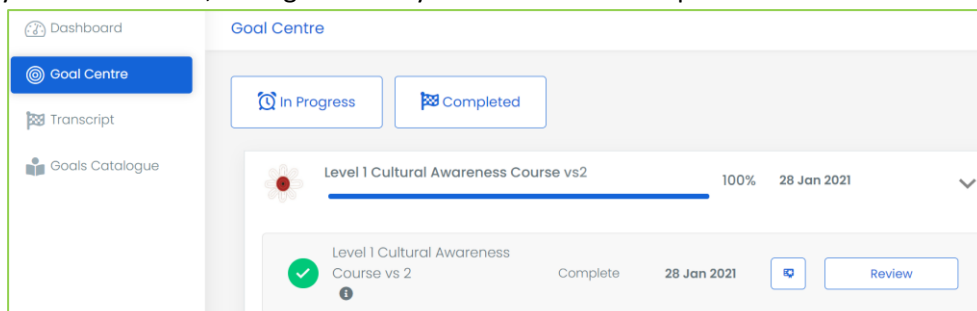 Dashboard
Goal Centre
Goal Centre
In Progress
Completed
Transcript
Goals Catalogue
Level 1 Cultural Awareness Course vs2
100%
28 Jan 2021
Level 1 Cultural Awareness
Course vs 2
Complete
28 Jan 2021
Review